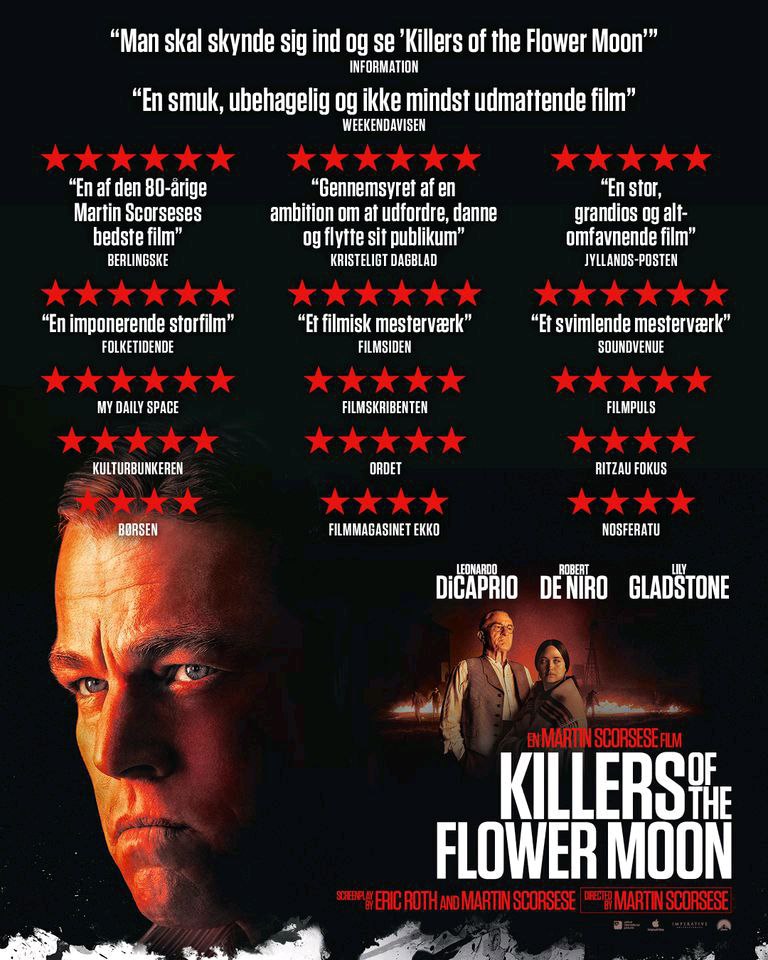 “Man skal skynde sig ind og se ’Killers of the Flower Moon’”
INFORMATION
“En smuk, ubehagelig og ikke mindst udmattende film”
WEEKENDAVISEN
“En af den 80-årige
Martin Scorseses
bedste film”
BERLINGSKE
“Gennemsyret af en
ambition om at udfordre, danne
og flytte sit publikum”
KRISTELIGT DAGBLAD
“En stor,
grandios og alt-
omfavnende film”
JYLLANDS-POSTEN
“En imponerende storfilm”
FOLKETIDENDE
“Et filmisk mesterværk”
FILMSIDEN
“Et svimlende mesterværk”
SOUNDVENUE
MY DAILY SPACE
FILMSKRIBENTEN
FILMPULS
KULTURBUNKEREN
ORDET
RITZAU FOKUS
BØRSEN
FILMMAGASINET EKKO
NOSFERATU
LEONARDO
DiCAPRIO
ROBERT
DE NIRO
LILY
GLADSTONE
EN MARTIN SCORSESE FILM
KILLERS OF THE
FLOWER MOON
SCREENPLAY BY ERIC ROTH AND MARTIN SCORSESE DIRECTED BY MARTIN SCORSESE
IMPERATIVE